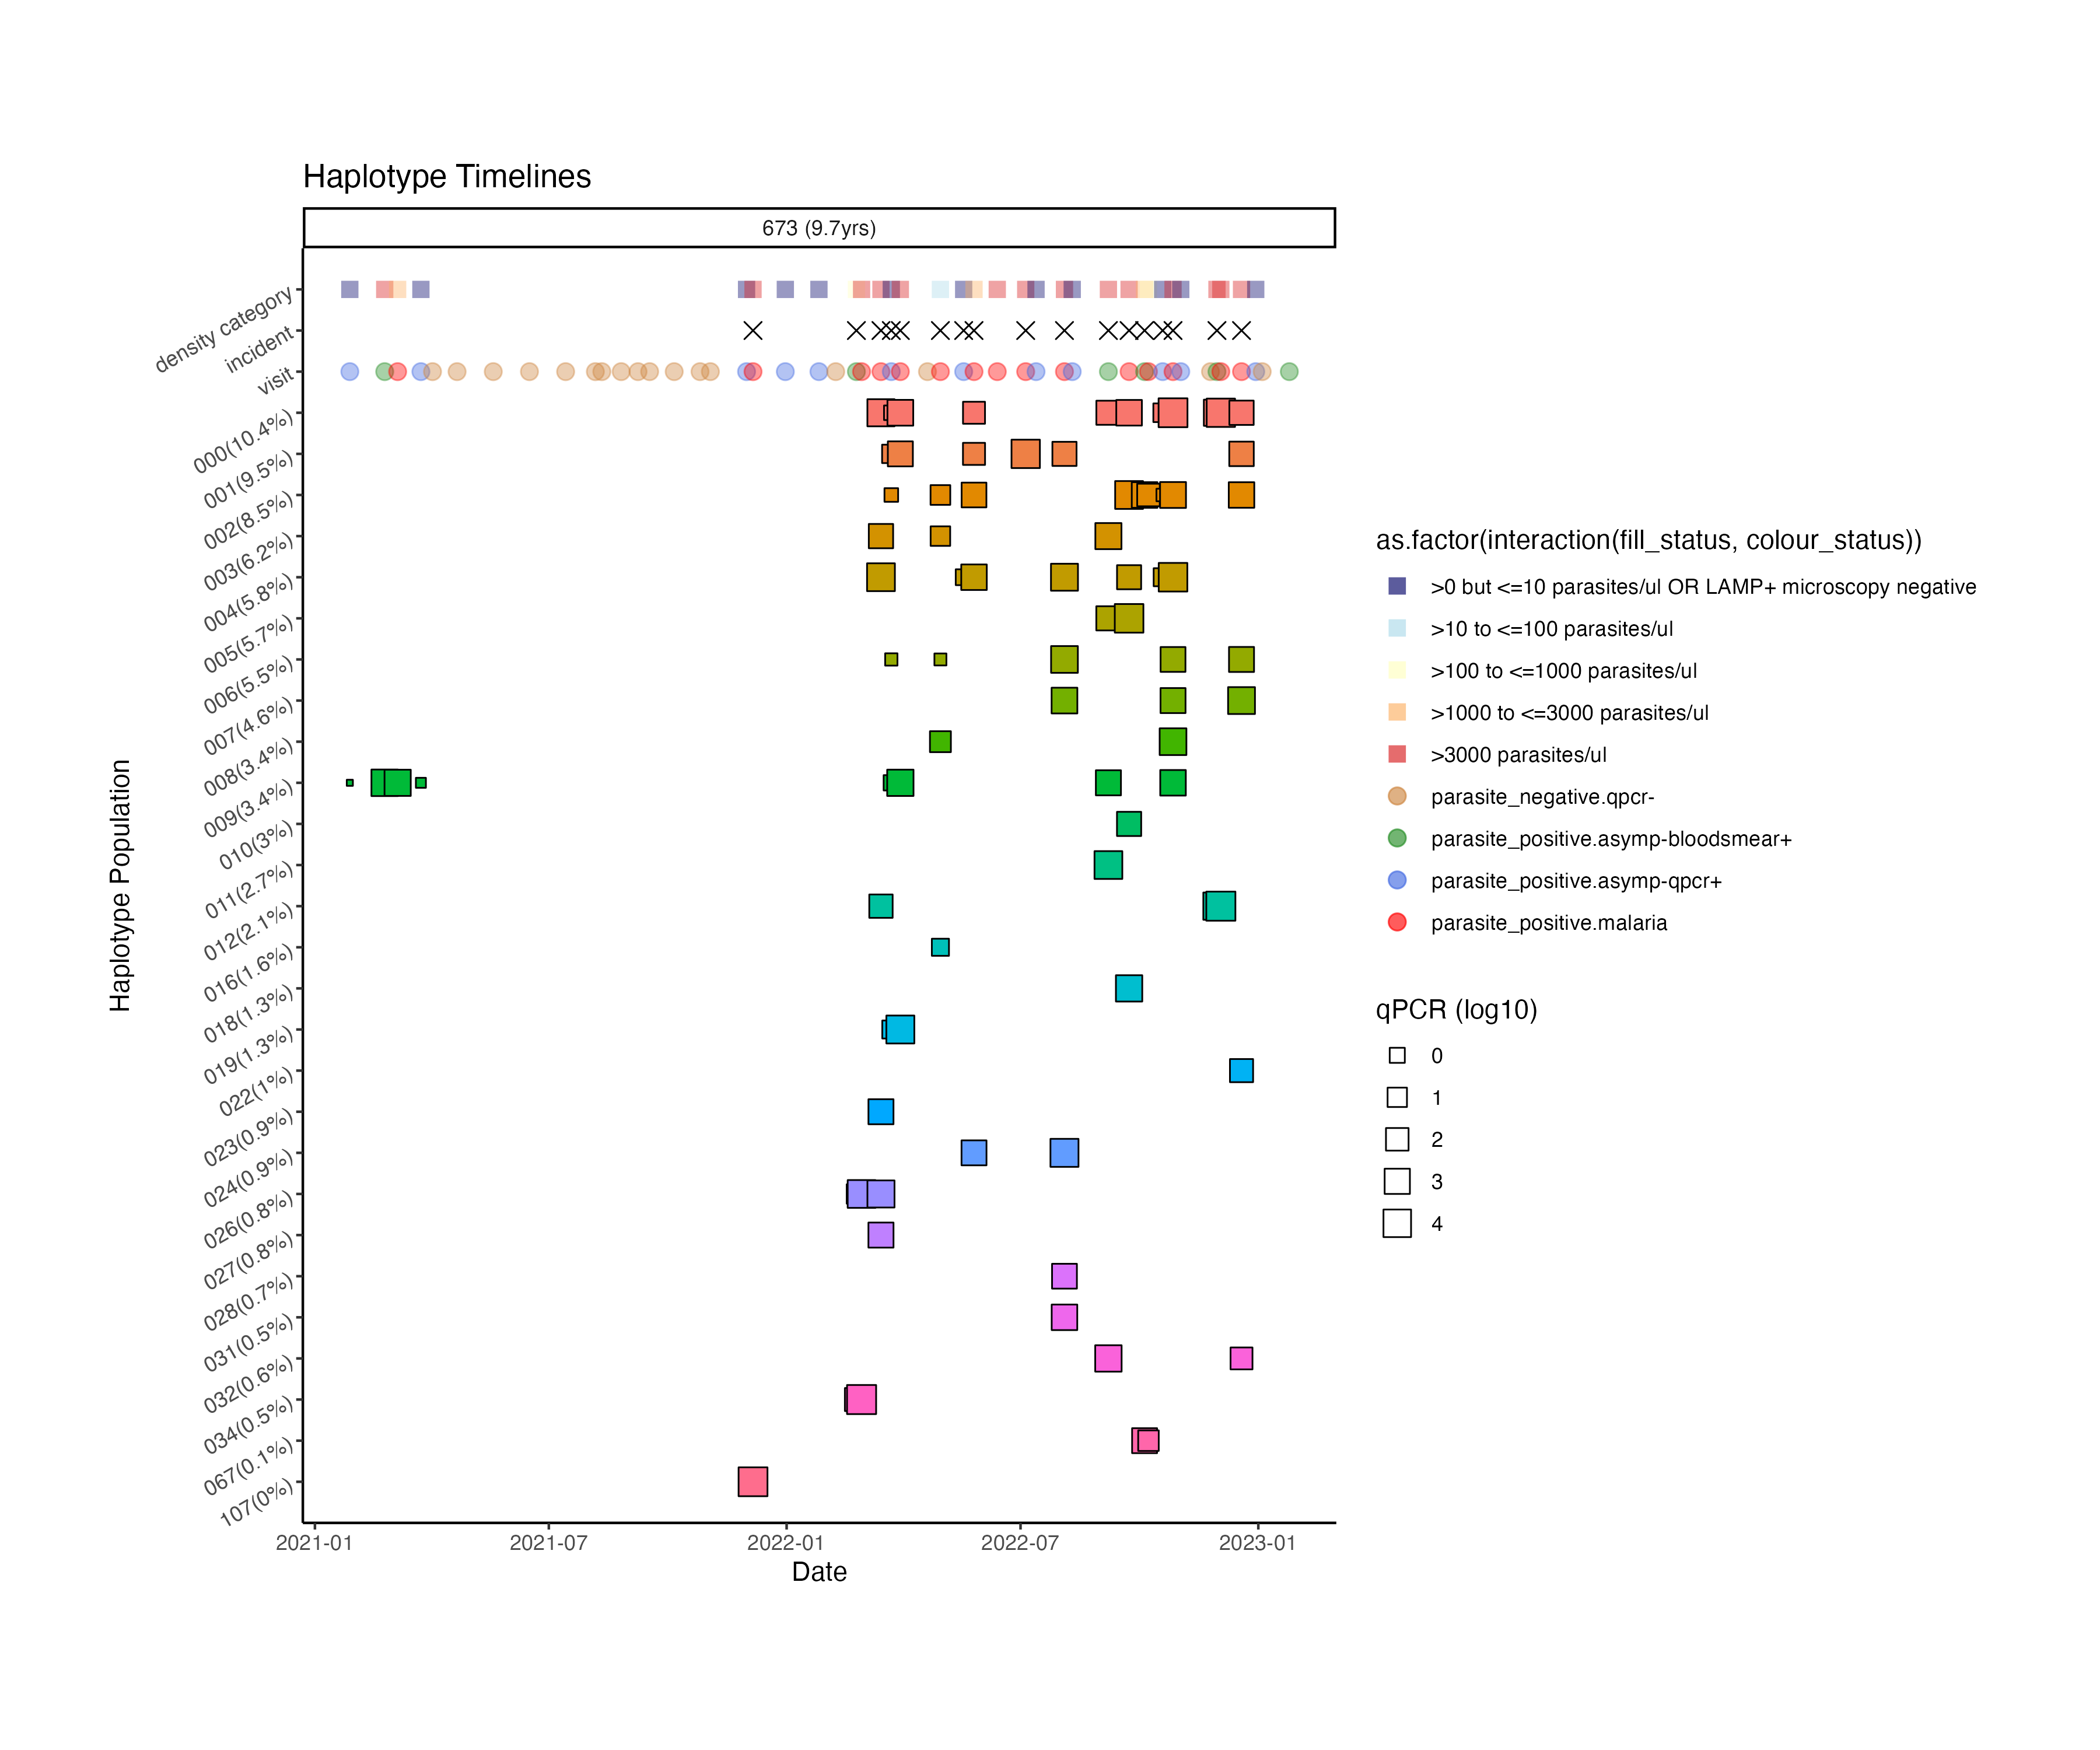 Haplotype Timelines
673 (9.7yrs)
density category
incident
visit
000(10.4%)
001(9.5%)
002(8.5%)
003(6.2%)
004(5.8%)
005(5.7%)
006(5.5%)
007(4.6%)
008(3.4%)
009(3.4%)
010(3%)
011(2.7%)
012(2.1%)
016(1.6%)
018(1.3%)
019(1.3%)
022(1%)
023(0.9%)
024(0.9%)
026(0.8%)
027(0.8%)
028(0.7%)
031(0.5%)
032(0.6%)
034(0.5%)
067(0.1%)
107(0%)
Haplotype Population
2021-01
2021-07
2022-01
2022-07
2023-01
Date
as.factor(interaction(fill_status, colour_status))
>0 but <=10 parasites/ul OR LAMP+ microscopy negative
>10 to <=100 parasites/ul
>100 to <=1000 parasites/ul
>1000 to <=3000 parasites/ul
>3000 parasites/ul
parasite_negative.qpcr-
parasite_positive.asymp-bloodsmear+
parasite_positive.asymp-qpcr+
parasite_positive.malaria
qPCR (log10)
0
1
2
3
4